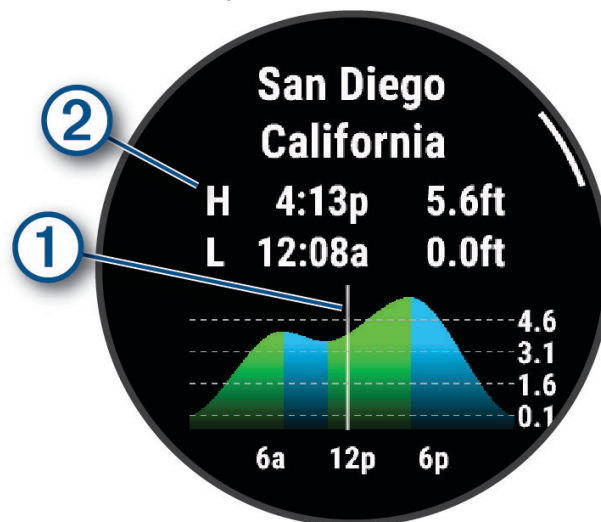 San Diego
California
2
H 4:13p 5.6ft
L 12:08a 0.0ft
1
4.6
3.1
1.6
0.1
6a 12p 6p